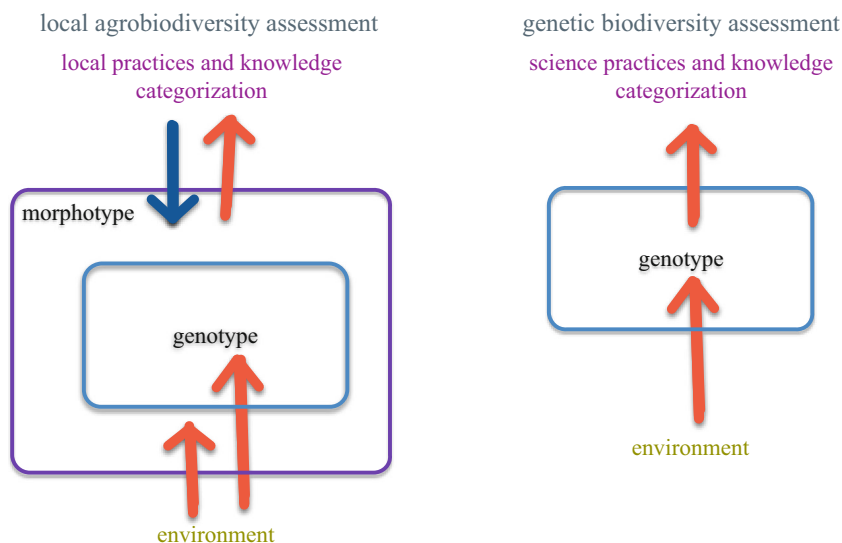 local agrobiodiversity assessment
local practices and knowledge
categorization
morphotype
genotype
environment
genetic biodiversity assessment
science practices and knowledge
categorization
genotype
environment